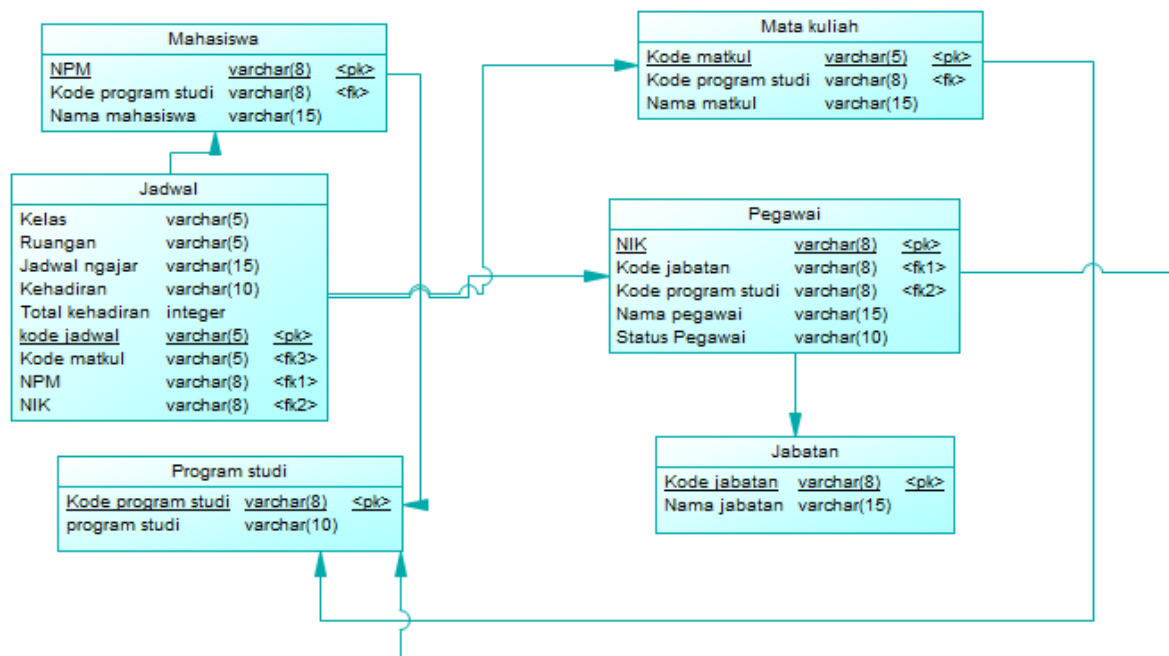 Mahasiswa
NPM varchar(8) <pk>
Kode program studi varchar(8) <fk>
Nama mahasiswa varchar(15)
Mata kuliah
Kode matkul varchar(5) <pk>
Kode program studi varchar(8) <fk>
Nama matkul varchar(15)
Jadwal
Kelas varchar(5)
Ruangan varchar(5)
Jadwal ngajar varchar(15)
Kehadiran varchar(10)
Total kehadiran integer
kode jadwal varchar(5) <pk>
Kode matkul varchar(5) <fk3>
NPM varchar(8) <fk1>
NIK varchar(8) <fk2>
Pegawai
NIK varchar(8) <pk>
Kode jabatan varchar(8) <fk1>
Kode program studi varchar(8) <fk2>
Nama pegawai varchar(15)
Status Pegawai varchar(10)
Program studi
Kode program studi varchar(8) <pk>
program studi varchar(10)
Jabatan
Kode jabatan varchar(8) <pk>
Nama jabatan varchar(15)